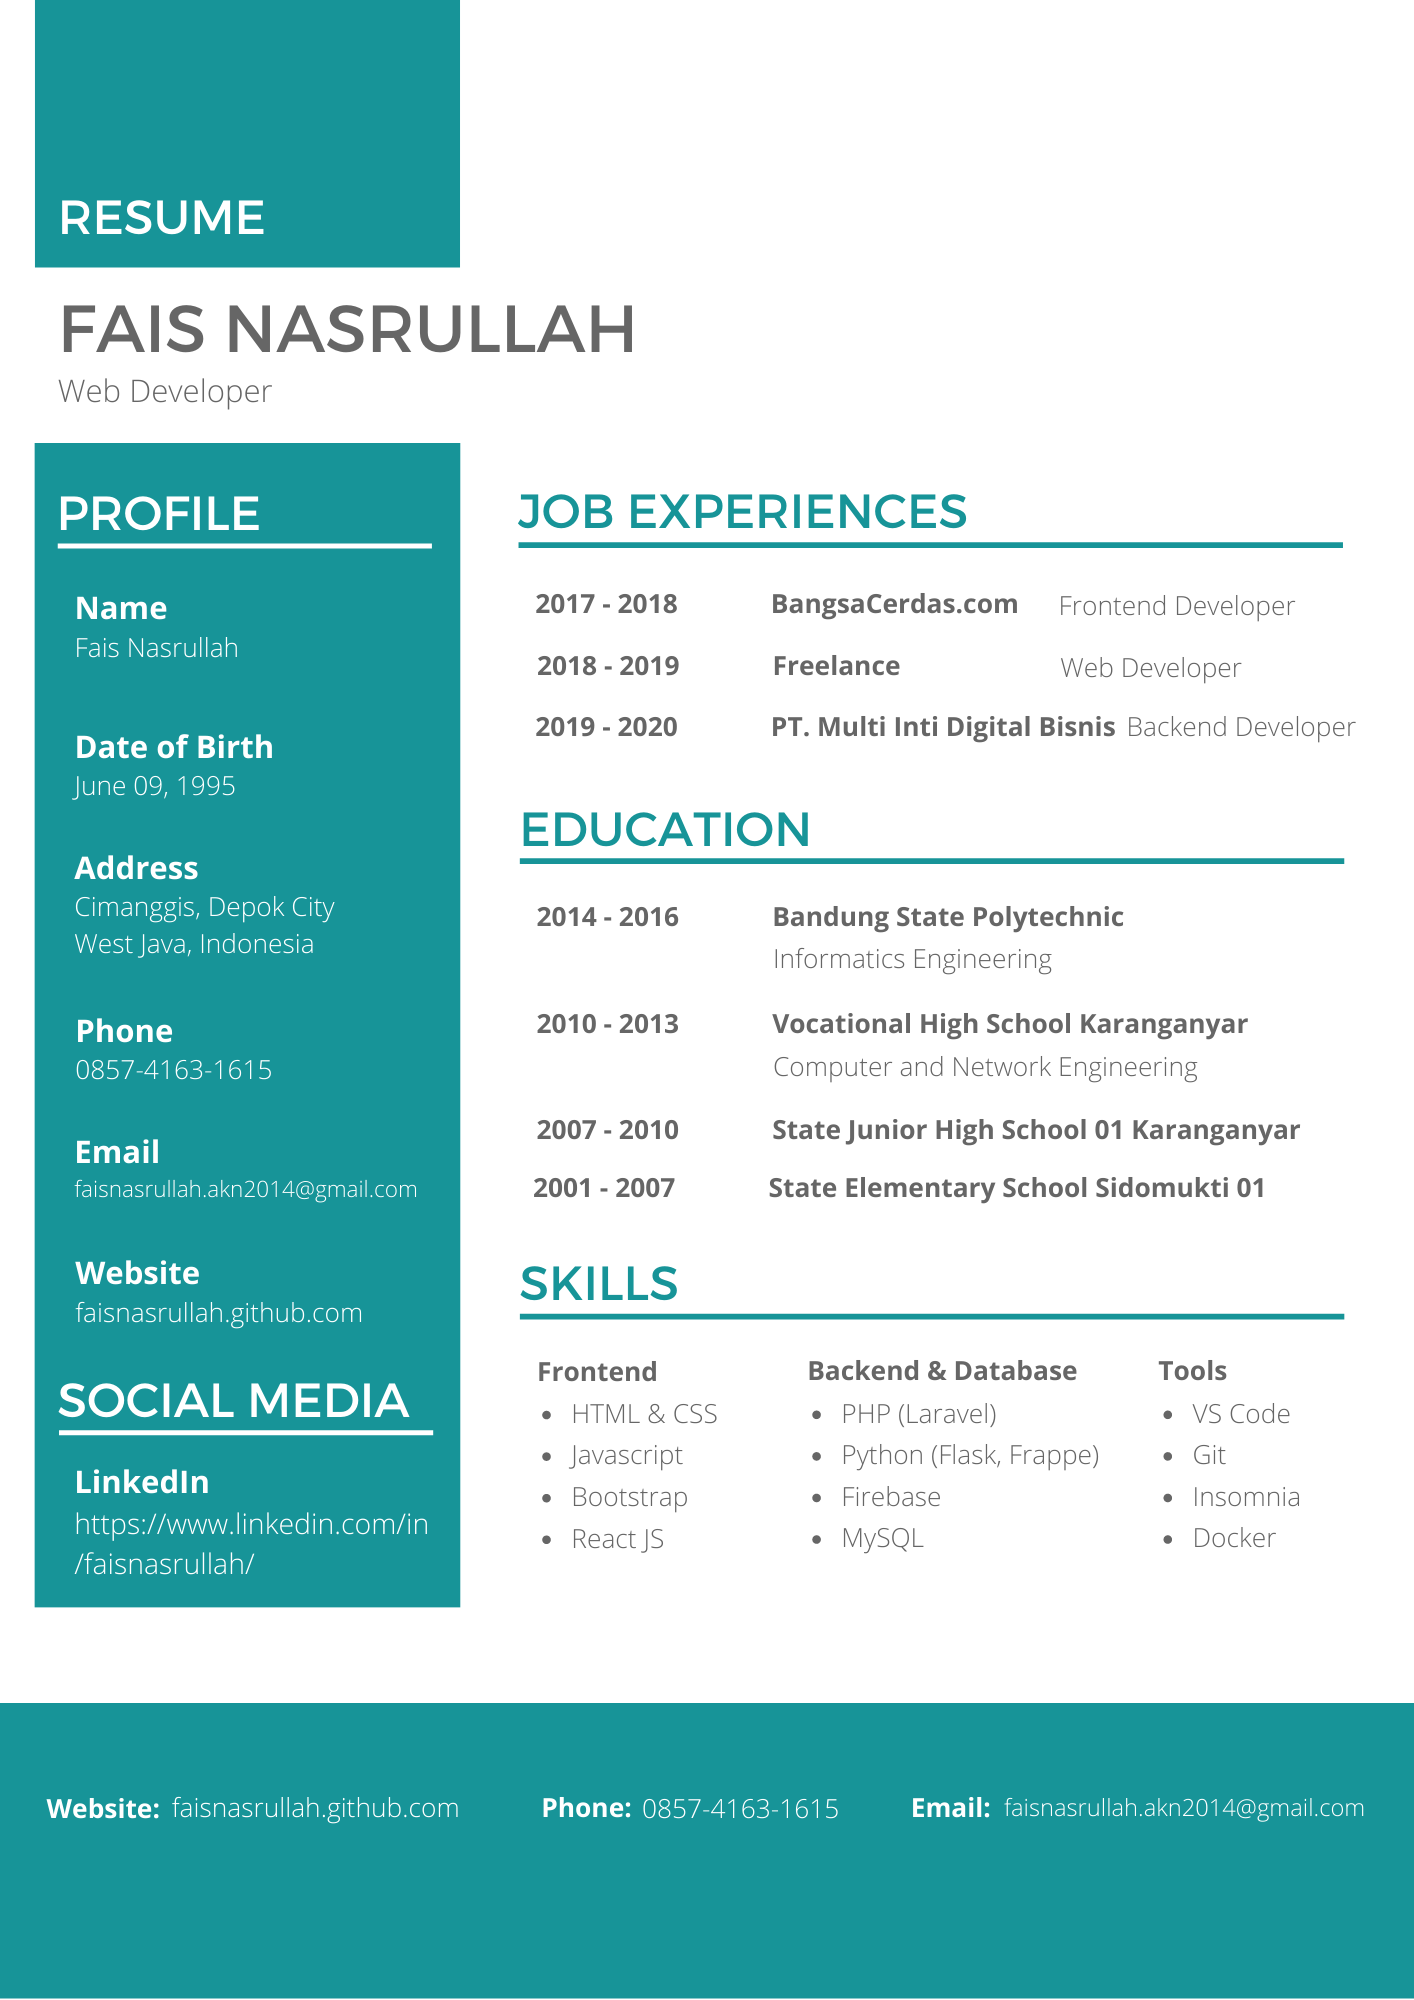 RESUME
FAIS NASRULLAH
Web Developer
PROFILE
Name
Fais Nasrullah
Date of Birth
June 09, 1995
Address
Cimanggis, Depok City
West Java, Indonesia
Phone
0857-4163-1615
Email
faisnasrullah.akn2014@gmail.com
Website
faisnasrullah.github.com
SOCIAL MEDIA
LinkedIn
https://www.linkedin.com/in
/faisnasrullah/
JOB EXPERIENCES
2017 - 2018 BangsaCerdas.com Frontend Developer
2018 - 2019 Freelance Web Developer
2019 - 2020 PT. Multi Inti Digital Bisnis Backend Developer
EDUCATION
2014 - 2016 Bandung State Polytechnic
Informatics Engineering
2010 - 2013 Vocational High School Karanganyar
Computer and Network Engineering
2007 - 2010 State Junior High School 01 Karanganyar
2001 - 2007 State Elementary School Sidomukti 01
SKILLS
Frontend
• HTML & CSS
• Javascript
• Bootstrap
• React JS
Backend & Database
• PHP (Laravel)
• Python (Flask, Frappe)
• Firebase
• MySQL
Tools
• VS Code
• Git
• Insomnia
• Docker
Website: faisnasrullah.github.com Phone: 0857-4163-1615 Email: faisnasrullah.akn2014@gmail.com